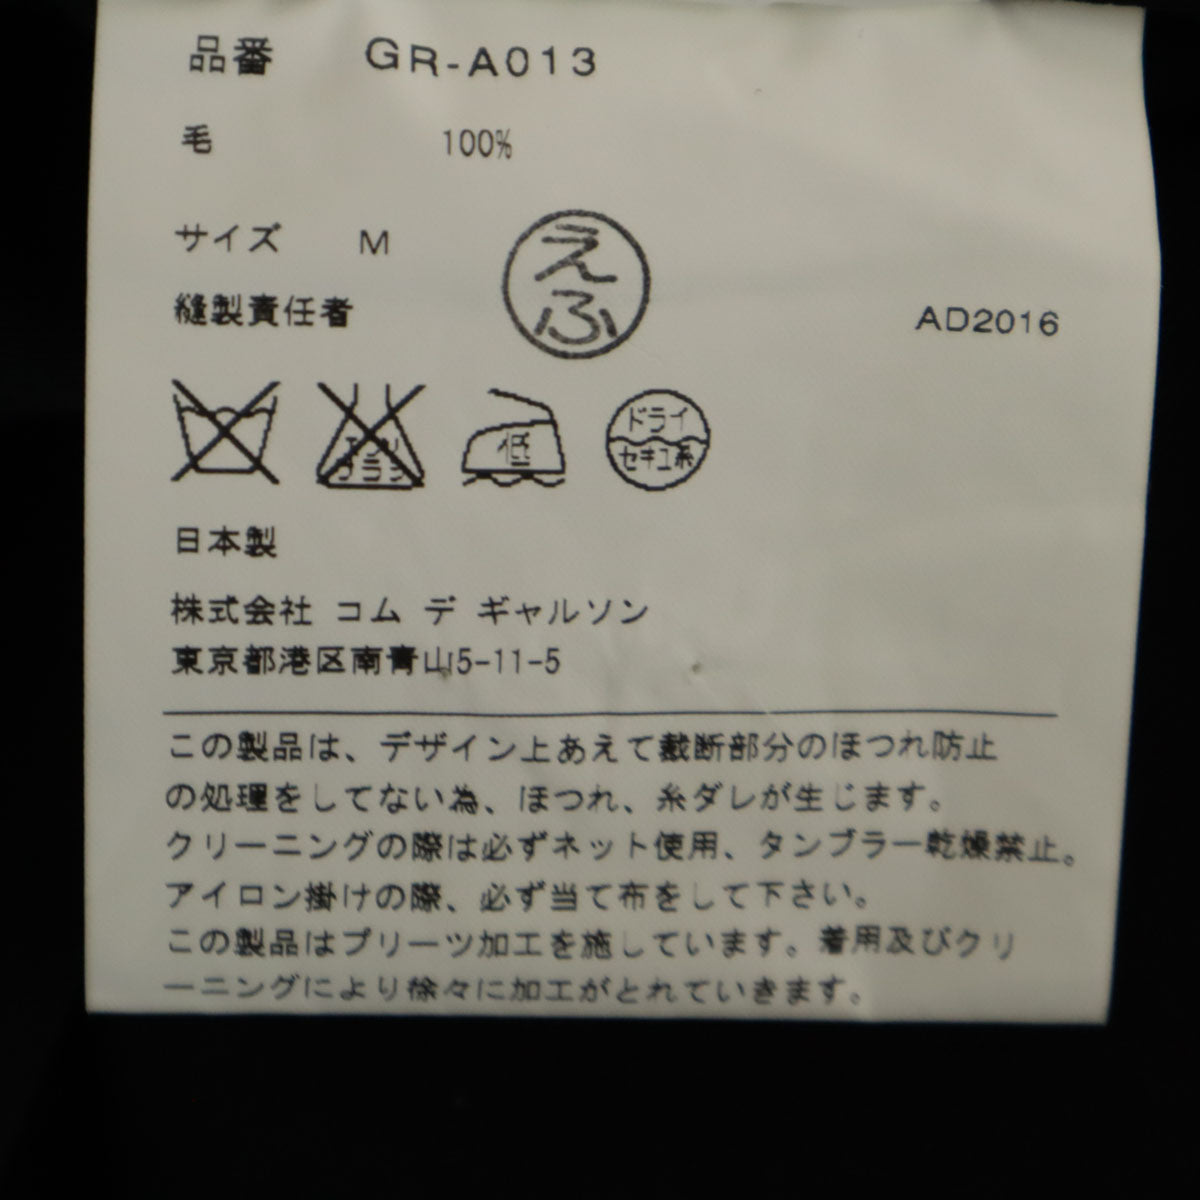 品番 GR-A013
毛 100%
サイズ M
えふ
縫製責任者
AD2016
エンソ
ブラシ
低
ドライ
セキユ系
日本製
株式会社 コム デ ギャルソン
東京都港区南青山5-11-5
この製品は、デザイン上あえて裁断部分のほつれ防止
の処理をしてない為、ほつれ、糸ダレが生じます。
クリーニングの際は必ずネット使用、タンブラー乾燥禁止。
アイロン掛けの際、必ず当て布をして下さい。
この製品はプリーツ加工を施しています。着用及びクリ
ーニングにより徐々に加工がとれていきます。